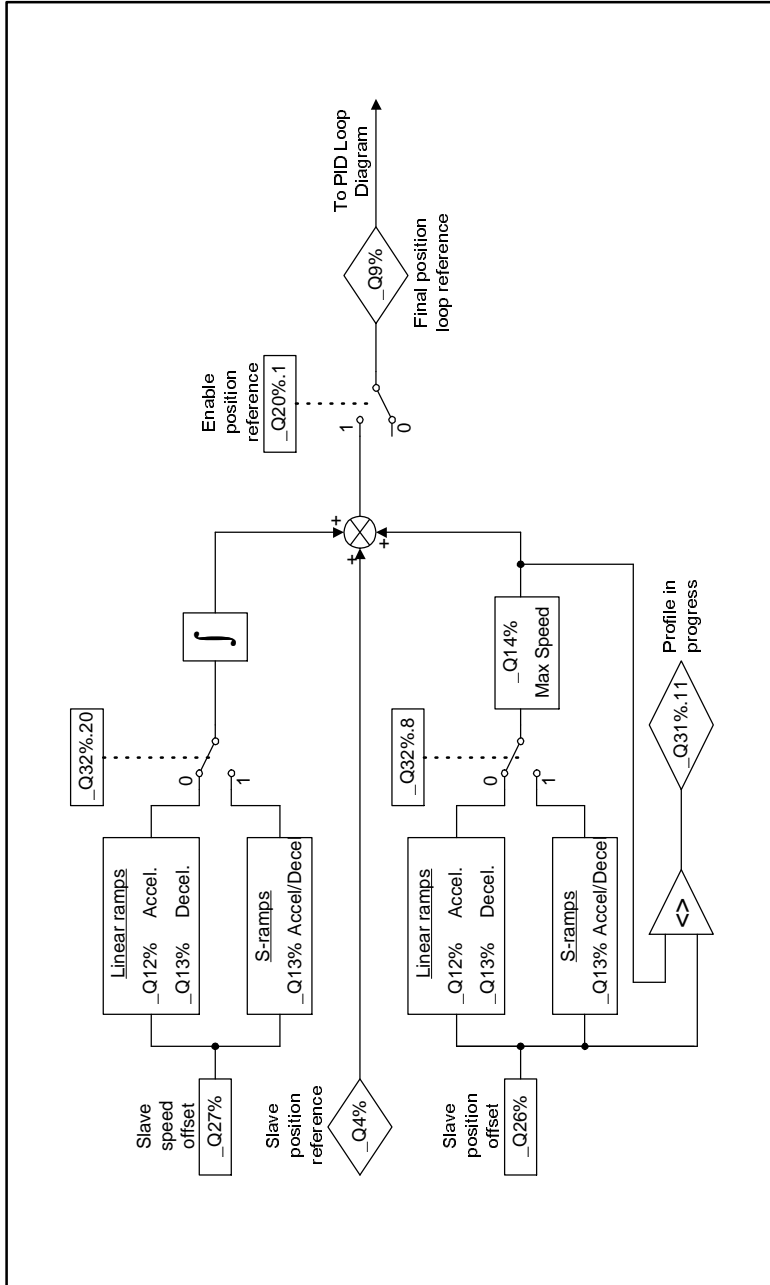 Slave
speed
offset
_Q27%
Linear ramps
_Q12% Accel.
_Q13% Decel.
S-ramps
_Q13% Accel/Decel
0
1
_Q32%.20
∫
Slave
position
reference
_Q4%
+
+
+
Enable
position
reference
_Q20%.1
1
0
_Q9%
Final position
loop reference
To PID Loop
Diagram
Slave
position
offset
_Q26%
Linear ramps
_Q12% Accel.
_Q13% Decel.
S-ramps
_Q13% Accel/Decel
0
1
_Q32%.8
_Q14%
Max Speed
<>
_Q31%.11
Profile in
progress